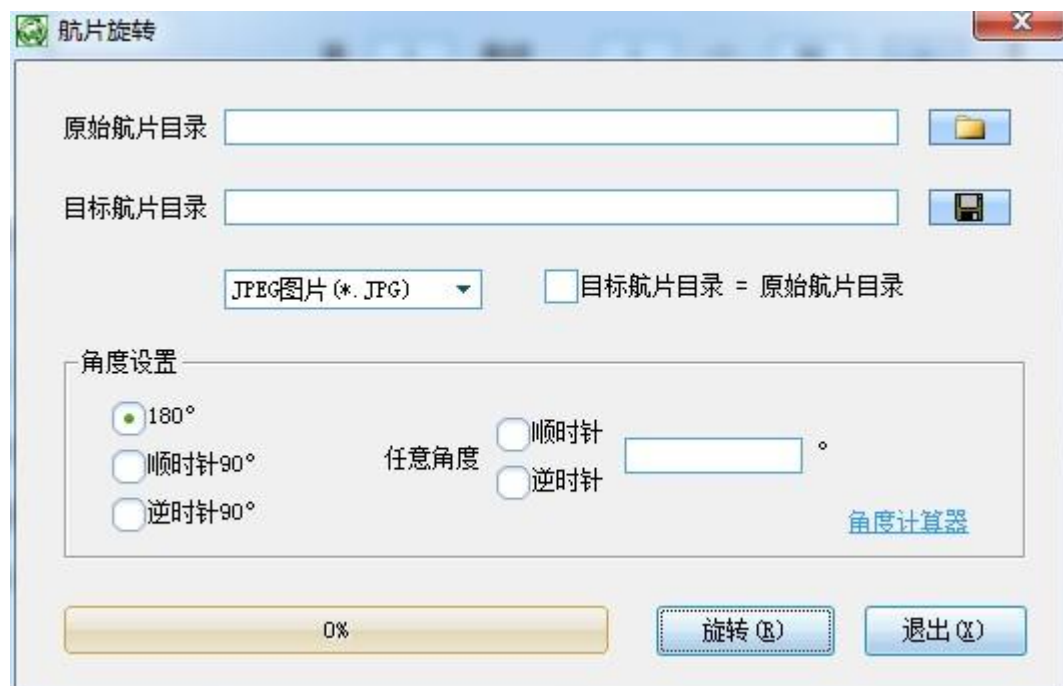 航片旋转
原始航片目录
目标航片目录
JPEG图片(*.JPG)
目标航片目录 = 原始航片目录
角度设置
180°
顺时针90°
逆时针90°
任意角度
顺时针
逆时针
°
角度计算器
0%
旋转(R)
退出(X)